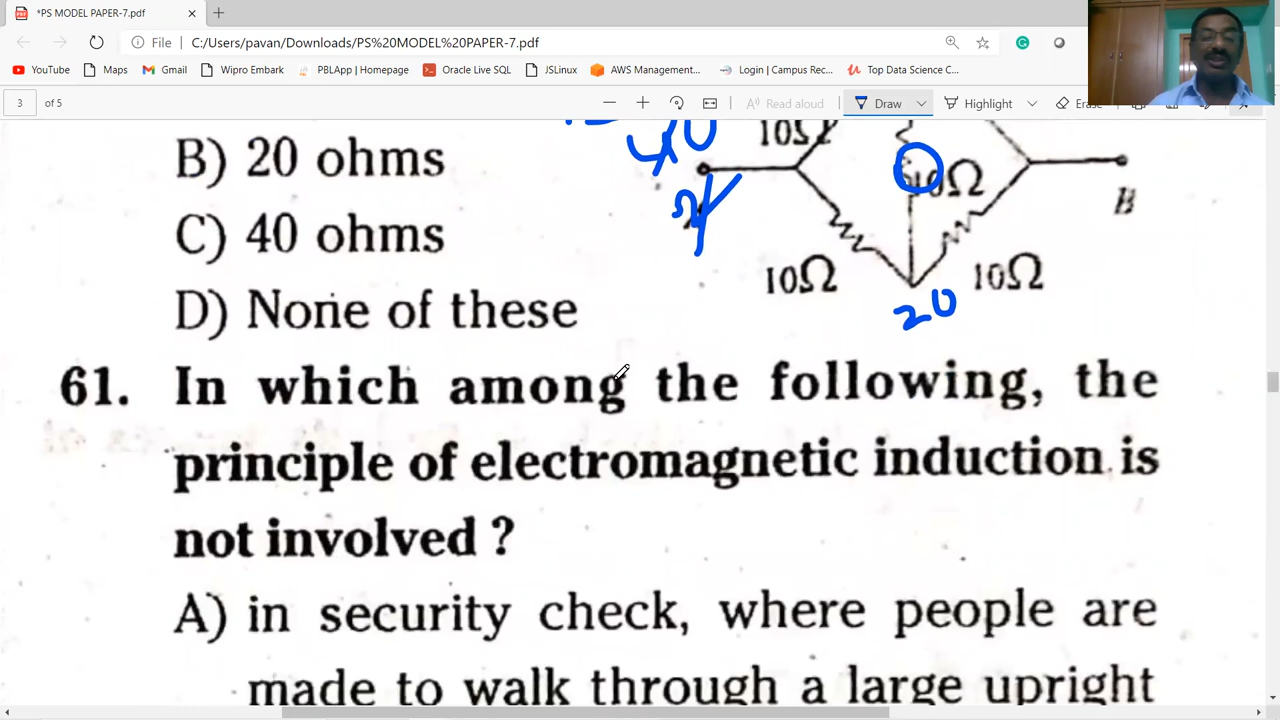 *PS MODEL PAPER-7.pdf
File C:/Users/pavan/Downloads/PS%20MODEL%20PAPER-7.pdf
YouTube Maps Gmail Wipro Embark PBLApp | Homepage Oracle Live SQL JSLinux AWS Management... Login | Campus Rec... Top Data Science C...
3 of 5 Read aloud Draw Highlight Erase
B) 20 ohms
C) 40 ohms
D) None of these
10Ω
40
10Ω
B
10Ω 10Ω
20
61. In which among the following, the
principle of electromagnetic induction is
not involved ?
A) in security check, where people are
made to walk through a large upright